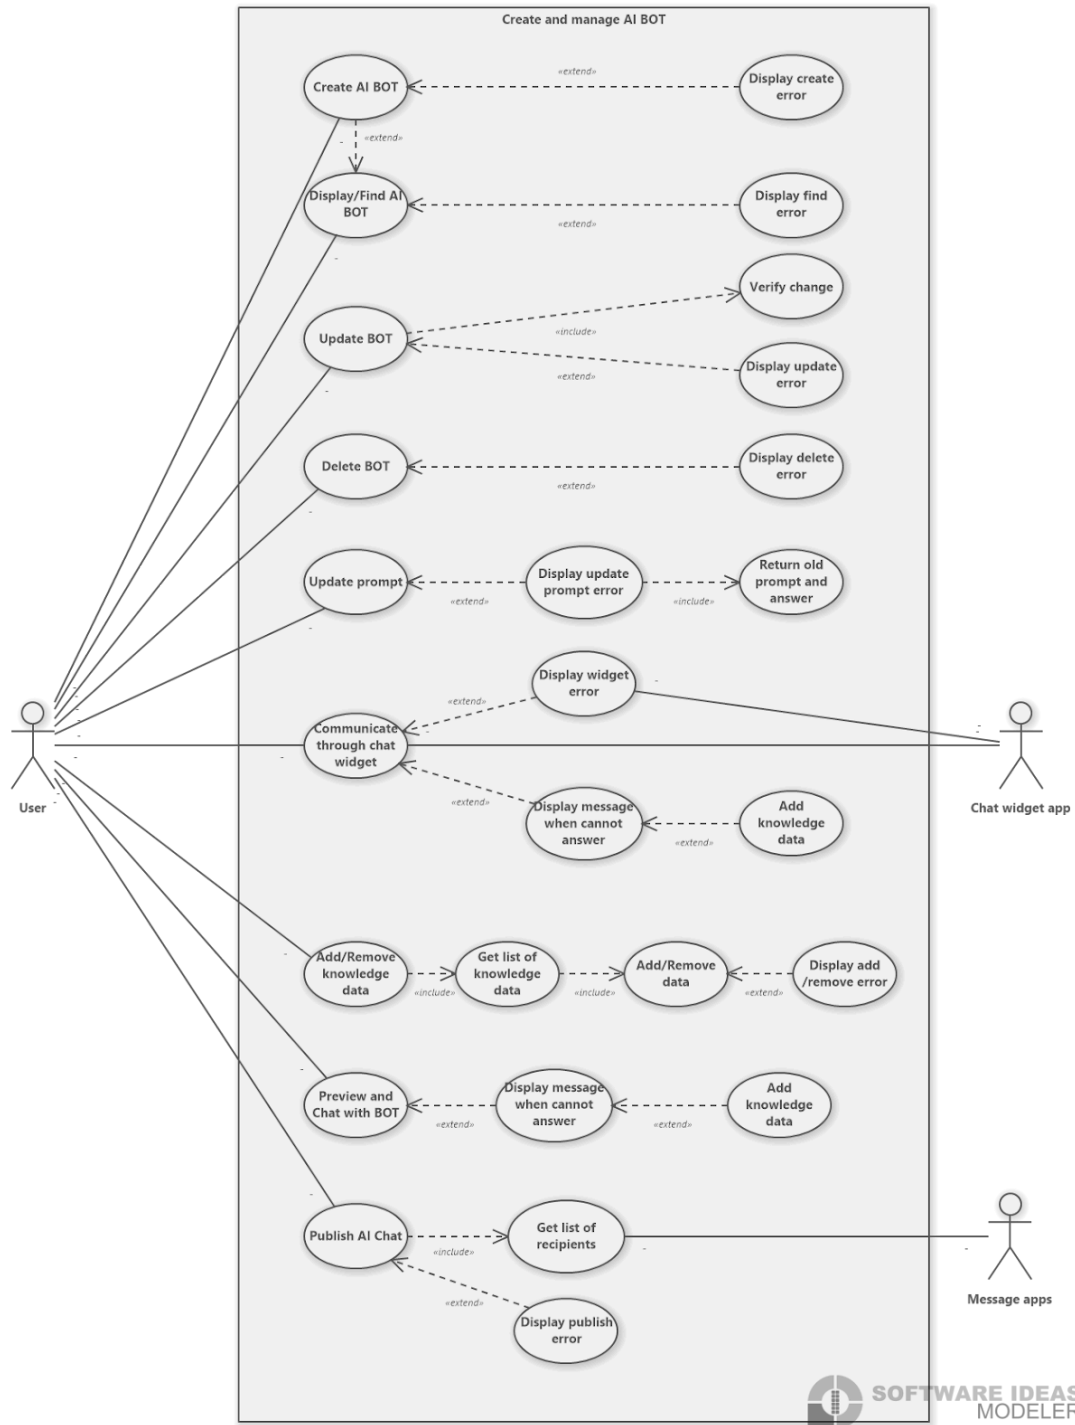 Create and manage AI BOT
Create AI BOT
«extend»
Display create
error
«extend»
Display/Find AI
BOT
«extend»
Display find
error
Update BOT
«include»
Verify change
«extend»
Display update
error
Delete BOT
«extend»
Display delete
error
Update prompt
«extend»
Display update
prompt error
«include»
Return old
prompt and
answer
Display widget
error
«extend»
Communicate
through chat
widget
User
Chat widget app
«extend»
Display message
when cannot
answer
«extend»
Add
knowledge
data
Add/Remove
knowledge
data
«include»
Get list of
knowledge
data
«include»
Add/Remove
data
«extend»
Display add
/remove error
Preview and
Chat with BOT
«extend»
Display message
when cannot
answer
«extend»
Add
knowledge
data
Publish AI Chat
«include»
Get list of
recipients
Message apps
«extend»
Display publish
error
SOFTWARE IDEAS
MODELER